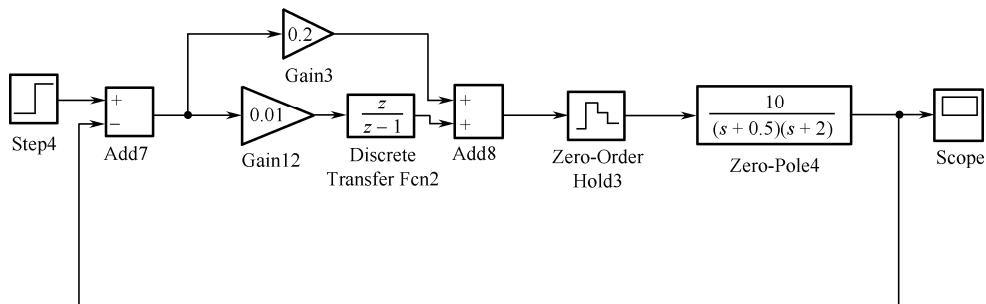 0.2
Gain3
+
−
Step4
Add7
0.01
Gain12
z
z − 1
Discrete
Transfer Fcn2
+
+
Add8
Zero-Order
Hold3
10
(s + 0.5)(s + 2)
Zero-Pole4
Scope